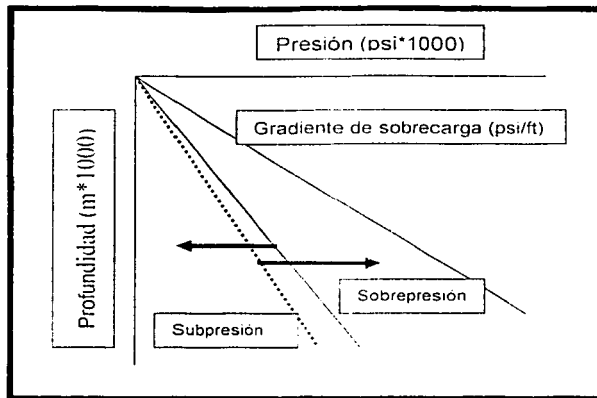 Presión (psi*1000)
Gradiente de sobrecarga (psi/ft)
Profundidad (m*1000)
Sobrepresión
Subpresión